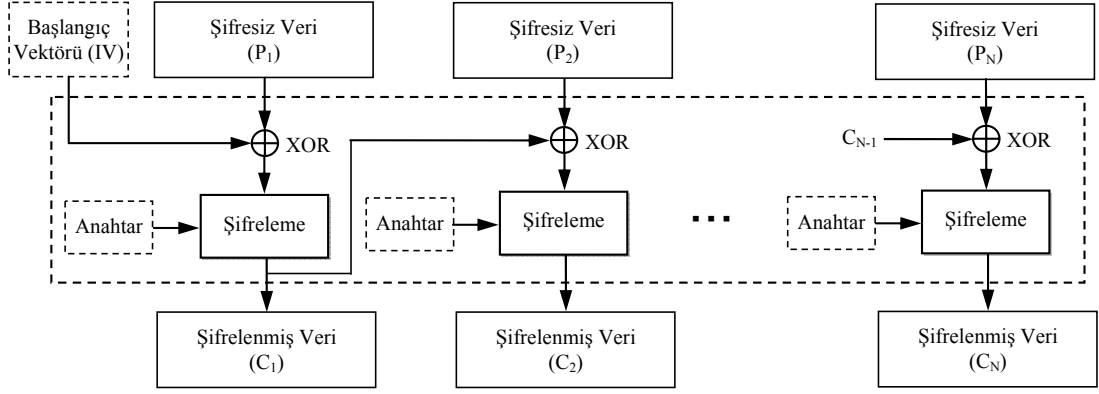 Başlangıç
Vektörü (IV)
Şifresiz Veri
(P1)
Şifresiz Veri
(P2)
Şifresiz Veri
(PN)
XOR
XOR
CN-1
XOR
Anahtar
Şifreleme
Anahtar
Şifreleme
...
Anahtar
Şifreleme
Şifrelenmiş Veri
(C1)
Şifrelenmiş Veri
(C2)
Şifrelenmiş Veri
(CN)